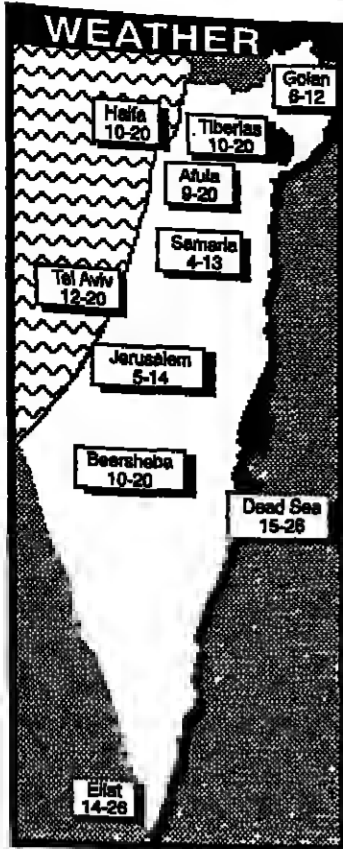 WEATHER
Golan
6-12
Haifa
10-20
Tiberias
10-20
Afula
9-20
Samaria
4-13
Tel Aviv
12-20
Jerusalem
5-14
Beersheba
10-20
Dead Sea
15-26
Eilat
14-26